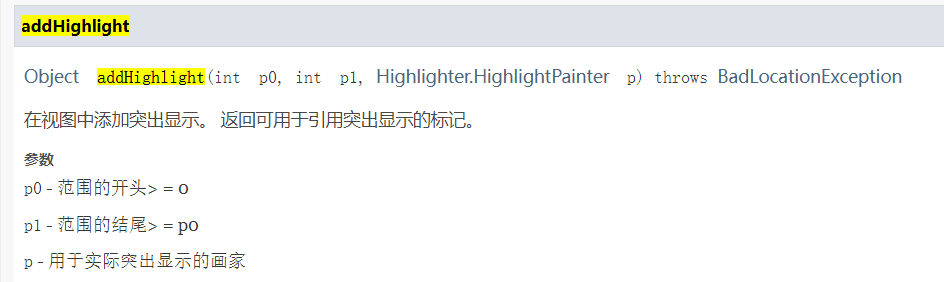 addHighlight
Object addHighlight(int p0, int p1, Highlighter.HighlightPainter p) throws BadLocationException
在视图中添加突出显示。 返回可用于引用突出显示的标记。
参数
p0 - 范围的开头> = 0
p1 - 范围的结尾> = p0
p - 用于实际突出显示的画家